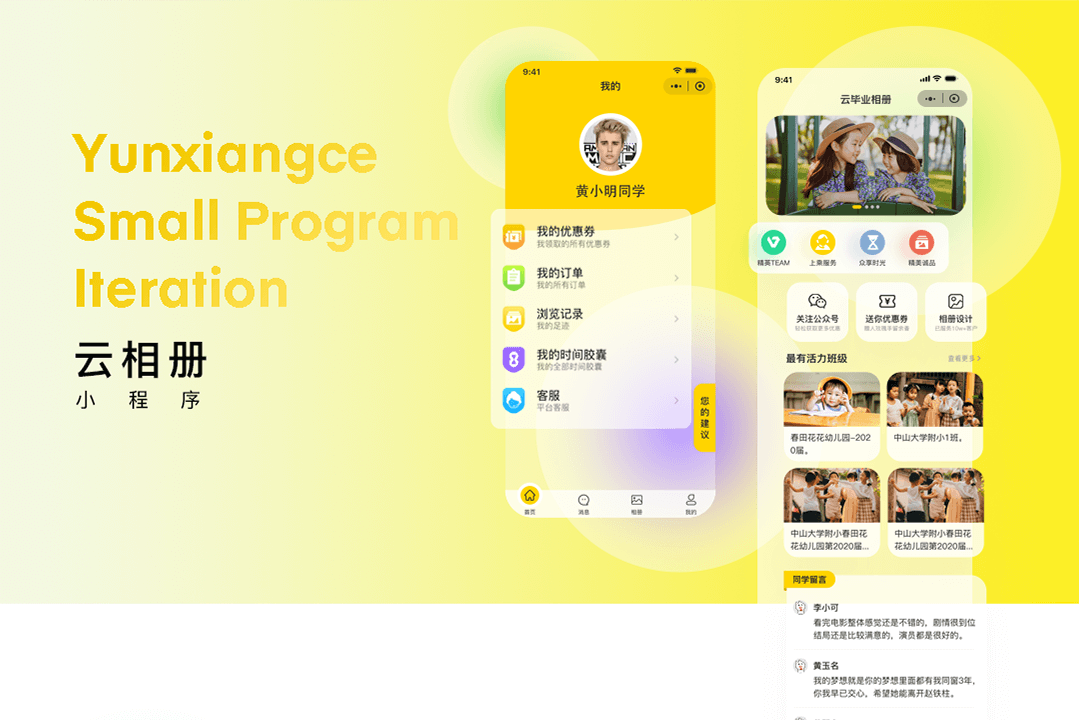 Yunxiangce
Small Program
Iteration
云相册
小程序
9:41
我的
黄小明同学
我的优惠券
我领取的所有优惠券
我的订单
我的所有订单
浏览记录
我的足迹
我的时间胶囊
我的全部时间胶囊
客服
平台客服
您的建议
首页
消息
相册
我的
9:41
云毕业相册
精英TEAM
上乘服务
众享时光
精美诚品
关注公众号
轻松获取更多优惠
送你优惠券
相册设计
最有活力班级
查看更多
春田花花幼儿园-202
0届。
中山大学附小1班。
中山大学附小春田花
花幼儿园第2020届...
中山大学附小春田花
花幼儿园第2020届...
同学留言
李小可
看完电影整体感觉还是不错的，剧情很到位
结局还是比较满意的，演员都是很好的。
黄玉名
我的梦想就是你的梦想里面都有我同窗3年，
你我早已交心。希望她能离开赵铁柱。